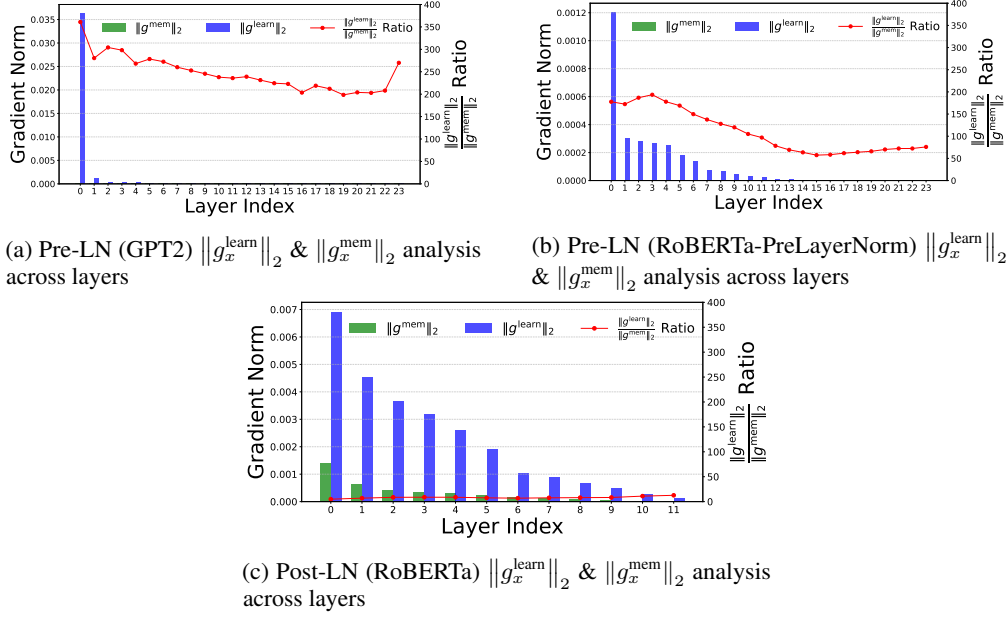 Gradient Norm
0.035
0.030
0.025
0.020
0.015
0.010
0.005
0.000
‖g^mem‖₂ ‖g^learn‖₂ ‖g^learn‖₂/‖g^mem‖₂ Ratio
400
350
300
250
200
150
100
50
0
‖g^learn‖₂/‖g^mem‖₂ Ratio
0 1 2 3 4 5 6 7 8 9 10 11 12 13 14 15 16 17 18 19 20 21 22 23
Layer Index
(a) Pre-LN (GPT2) ‖g_x^learn‖₂ & ‖g_x^mem‖₂ analysis
across layers
Gradient Norm
0.0012
0.0010
0.0008
0.0006
0.0004
0.0002
0.0000
‖g^mem‖₂ ‖g^learn‖₂ ‖g^learn‖₂/‖g^mem‖₂ Ratio
400
350
300
250
200
150
100
50
0
‖g^learn‖₂/‖g^mem‖₂ Ratio
0 1 2 3 4 5 6 7 8 9 10 11 12 13 14 15 16 17 18 19 20 21 22 23
Layer Index
(b) Pre-LN (RoBERTa-PreLayerNorm) ‖g_x^learn‖₂
& ‖g_x^mem‖₂ analysis across layers
Gradient Norm
0.007
0.006
0.005
0.004
0.003
0.002
0.001
0.000
‖g^mem‖₂ ‖g^learn‖₂ ‖g^learn‖₂/‖g^mem‖₂ Ratio
400
350
300
250
200
150
100
50
0
‖g^learn‖₂/‖g^mem‖₂ Ratio
0 1 2 3 4 5 6 7 8 9 10 11
Layer Index
(c) Post-LN (RoBERTa) ‖g_x^learn‖₂ & ‖g_x^mem‖₂ analysis
across layers